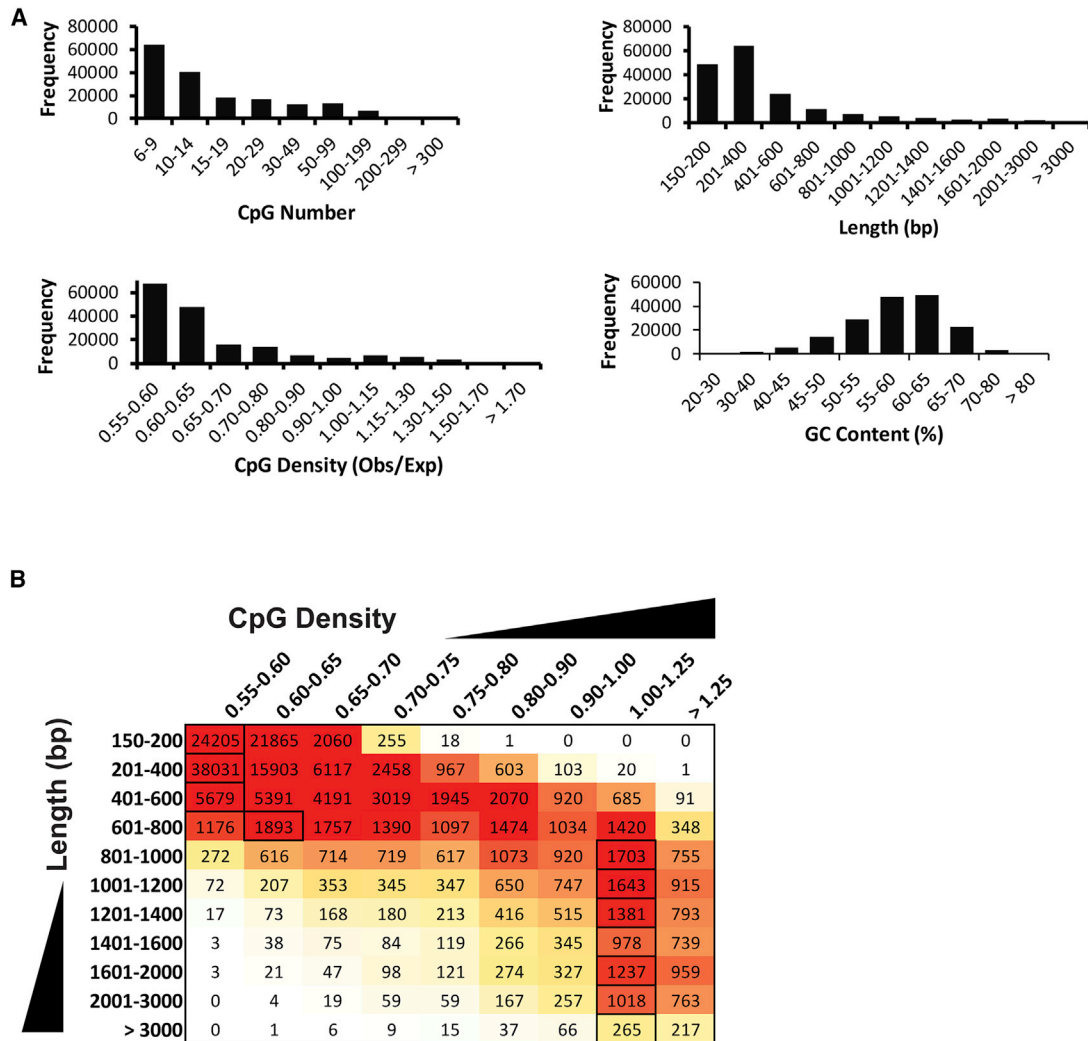 A
Frequency
80000
60000
40000
20000
0
6-9
10-14
15-19
20-29
30-49
50-99
100-199
200-299
> 300
CpG Number
Frequency
80000
60000
40000
20000
0
150-200
201-400
401-600
601-800
801-1000
1001-1200
1201-1400
1401-1600
1601-2000
2001-3000
> 3000
Length (bp)
Frequency
60000
40000
20000
0
0.55-0.60
0.60-0.65
0.65-0.70
0.70-0.80
0.80-0.90
0.90-1.00
1.00-1.15
1.15-1.30
1.30-1.50
1.50-1.70
> 1.70
CpG Density (Obs/Exp)
Frequency
60000
40000
20000
0
20-30
30-40
40-45
45-50
50-55
55-60
60-65
65-70
70-80
> 80
GC Content (%)
B
CpG Density
0.55-0.60 0.60-0.65 0.65-0.70 0.70-0.75 0.75-0.80 0.80-0.90 0.90-1.00 1.00-1.25 > 1.25
Length (bp)
150-200 24205 21865 2060 255 18 1 0 0 0
201-400 38031 15903 6117 2458 967 603 103 20 1
401-600 5679 5391 4191 3019 1945 2070 920 685 91
601-800 1176 1893 1757 1390 1097 1474 1034 1420 348
801-1000 272 616 714 719 617 1073 920 1703 755
1001-1200 72 207 353 345 347 650 747 1643 915
1201-1400 17 73 168 180 213 416 515 1381 793
1401-1600 3 38 75 84 119 266 345 978 739
1601-2000 3 21 47 98 121 274 327 1237 959
2001-3000 0 4 19 59 59 167 257 1018 763
> 3000 0 1 6 9 15 37 66 265 217